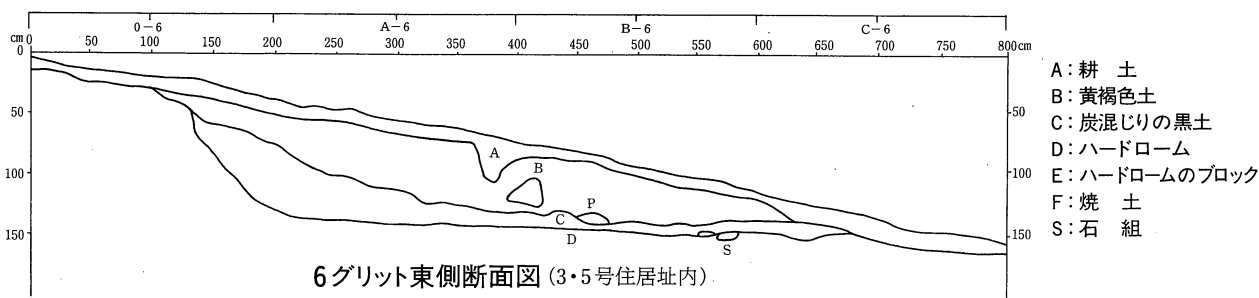 0-6 A-6 B-6 C-6
cm 0 50 100 150 200 250 300 350 400 450 500 550 600 650 700 750 800cm
0
50
100
150
-50
100
150
A
B
P
C
D
S
A:耕 土
B:黄褐色土
C:炭混じりの黒土
D:ハードローム
E:ハードロームのブロック
F:焼 土
S:石 組
6グリット東側断面図(3・5号住居址内)